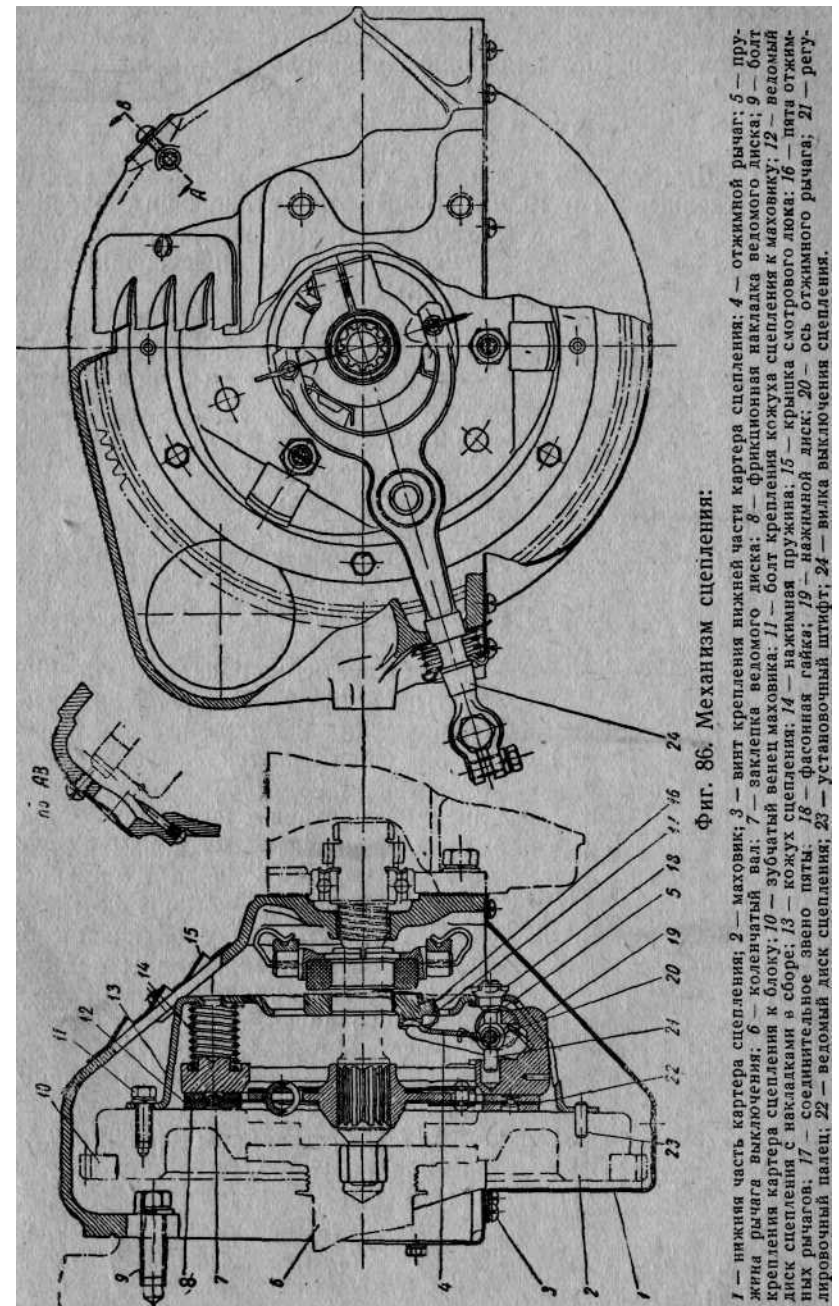 по АВ
В
А
10
11
12
13
14
15
9
8
7
6
3
2
1
4
23
22
21
20
19
5
18
17
16
24
Фиг. 86. Механизм сцепления:
1 — нижняя часть картера сцепления; 2 — маховик; 3 — винт крепления нижней части картера сцепления; 4 — отжимной рычаг; 5 — пру-
жина рычага выключения; 6 — коленчатый вал; 7 — заклепка ведомого диска; 8 — фрикционная накладка ведомого диска; 9 — болт
крепления картера сцепления к блоку; 10 — зубчатый венец маховика; 11 — болт крепления кожуха сцепления к маховику; 12 — ведомый
диск сцепления с накладками в сборе; 13 — кожух сцепления; 14 — нажимная пружина; 15 — крышка смотрового люка; 16 — пята отжим-
ных рычагов; 17 — соединительное звено пяты; 18 — фасонная гайка; 19 — нажимной диск; 20 — ось отжимного рычага; 21 — регу-
лировочный палец; 22 — ведомый диск сцепления; 23 — установочный штифт; 24 — вилка выключения сцепления.